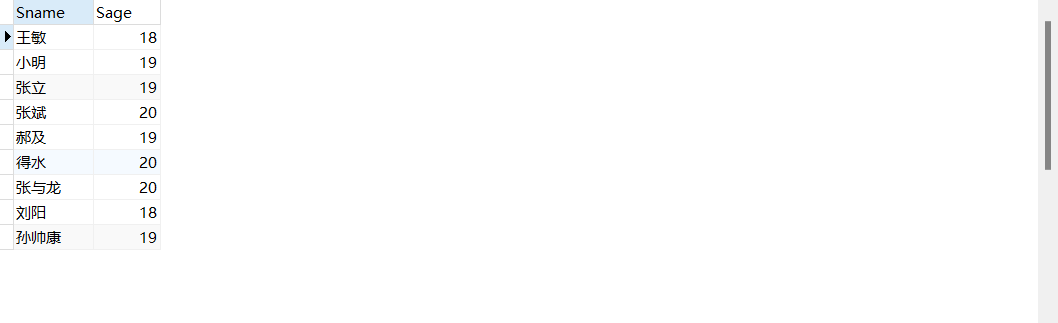 Sname Sage
王敏 18
小明 19
张立 19
张斌 20
郝及 19
得水 20
张与龙 20
刘阳 18
孙帅康 19